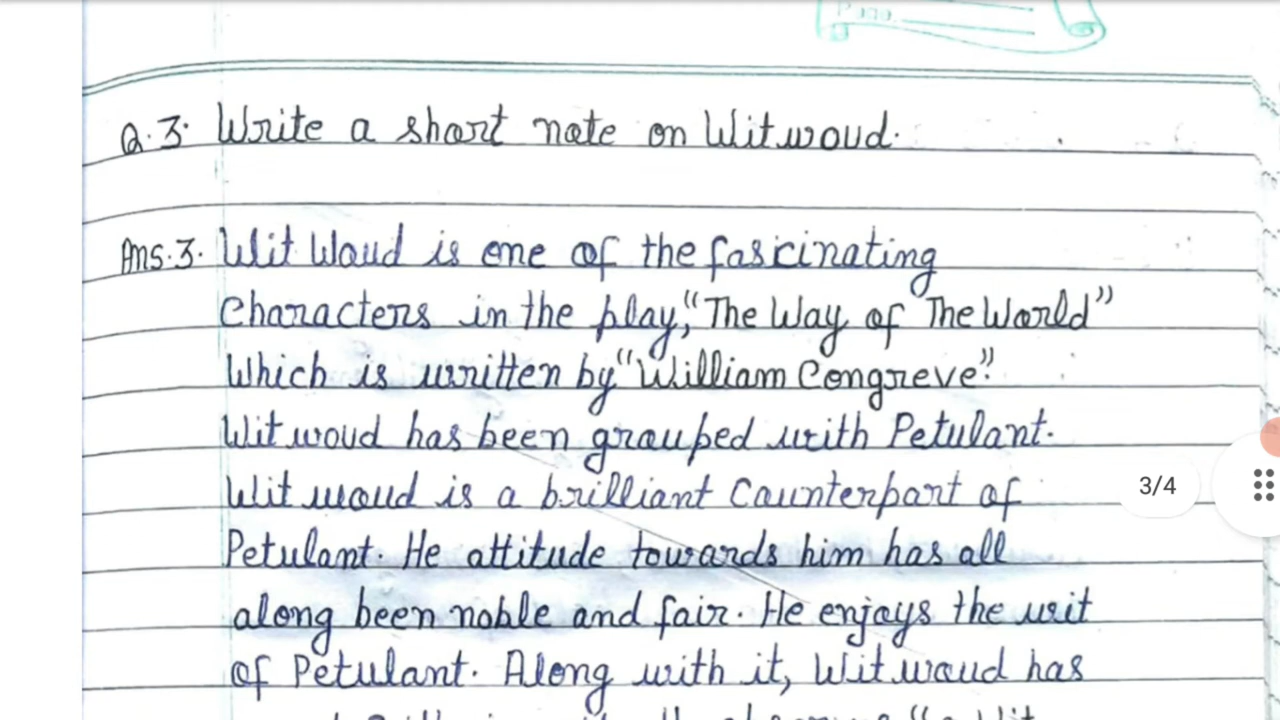 Page
Q.3. Write a short note on Witwoud.
Ans.3. Wit Woud is one of the fascinating
Characters in the play, "The Way of The World"
Which is written by "William Congreve".
Witwoud has been grouped with Petulant.
Wit woud is a brilliant Counterpart of
Petulant. He attitude towards him has all
along been noble and fair. He enjoys the wit
of Petulant. Along with it, Witwoud has
3/4